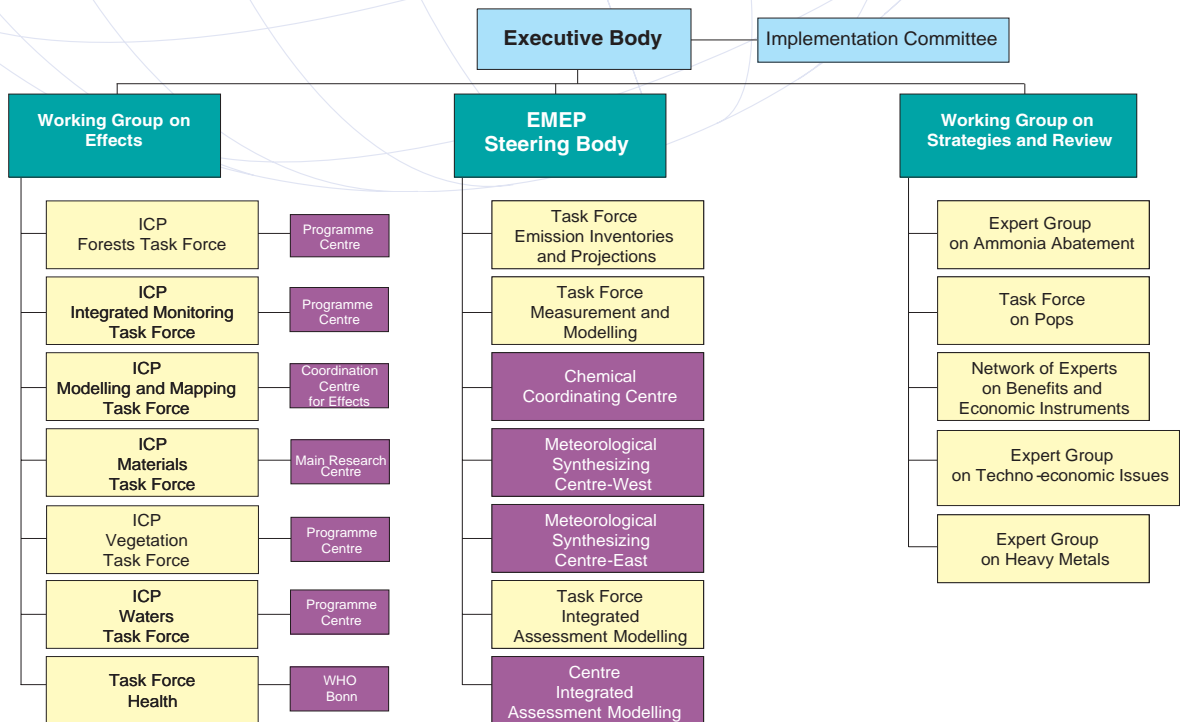 Executive Body
Implementation Committee
Working Group on
Effects
EMEP
Steering Body
Working Group on
Strategies and Review
ICP
Forests Task Force
Programme
Centre
ICP
Integrated Monitoring
Task Force
Programme
Centre
ICP
Modelling and Mapping
Task Force
Coordination
Centre
for Effects
ICP
Materials
Task Force
Main Research
Centre
ICP
Vegetation
Task Force
Programme
Centre
ICP
Waters
Task Force
Programme
Centre
Task Force
Health
WHO
Bonn
Task Force
Emission Inventories
and Projections
Task Force
Measurement and
Modelling
Chemical
Coordinating Centre
Meteorological
Synthesizing
Centre-West
Meteorological
Synthesizing
Centre-East
Task Force
Integrated
Assessment Modelling
Centre
Integrated
Assessment Modelling
Expert Group
on Ammonia Abatement
Task Force
on Pops
Network of Experts
on Benefits and
Economic Instruments
Expert Group
on Techno-economic Issues
Expert Group
on Heavy Metals